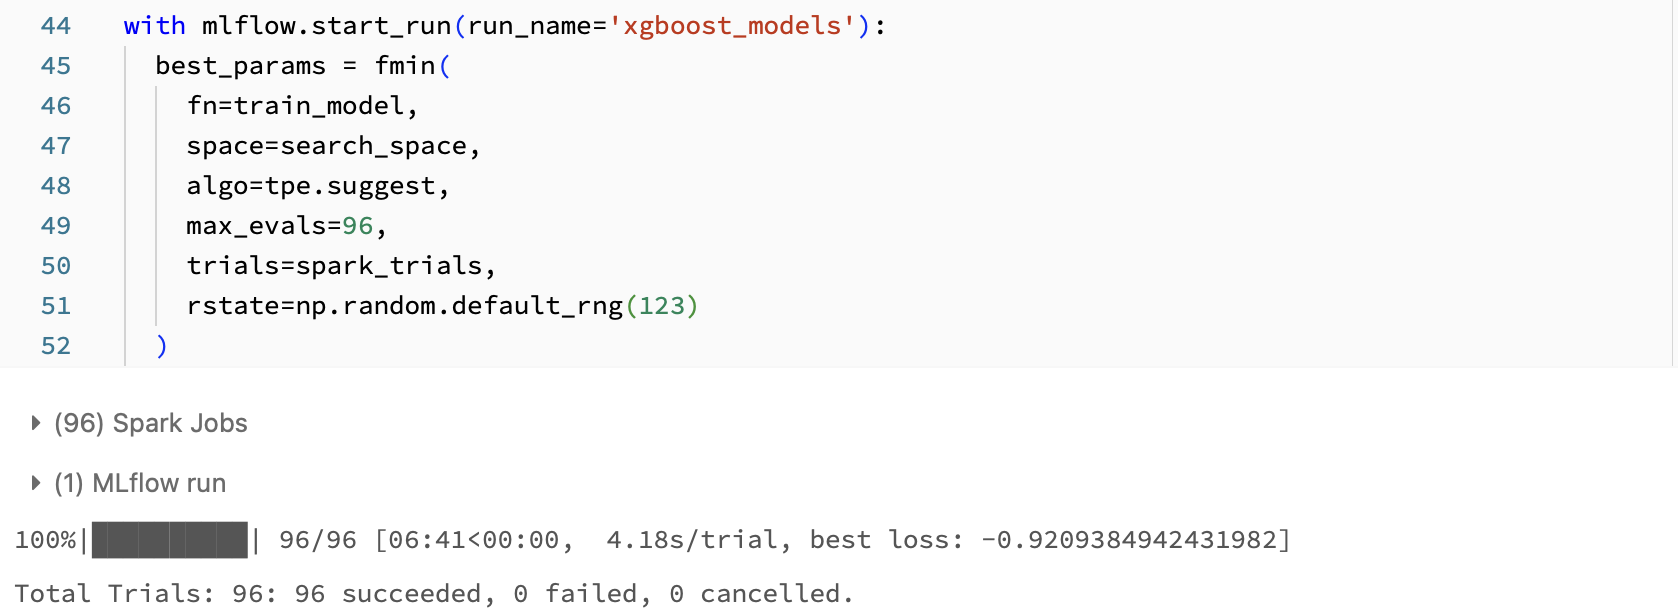 44 with mlflow.start_run(run_name='xgboost_models'):
45 best_params = fmin(
46 fn=train_model,
47 space=search_space,
48 algo=tpe.suggest,
49 max_evals=96,
50 trials=spark_trials,
51 rstate=np.random.default_rng(123)
52 )
(96) Spark Jobs
(1) MLflow run
100%|██████████| 96/96 [06:41<00:00,  4.18s/trial, best loss: -0.9209384942431982]
Total Trials: 96: 96 succeeded, 0 failed, 0 cancelled.